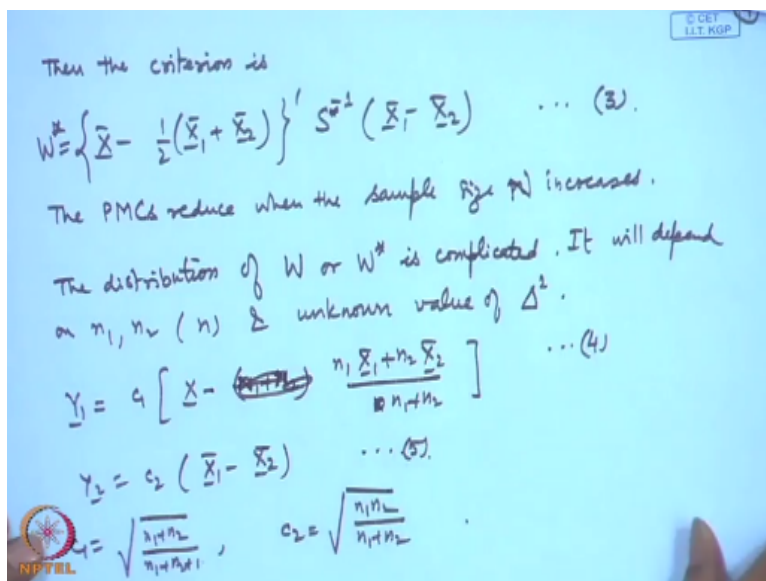 © CET
I.I.T. KGP
Then the criterion is
W* = { X̄ - 1/2 (X̄₁ + X̄₂) }' S⁻¹ ( X̄₁ - X̄₂ ) ... (3).
The PMCs reduce when the sample size N increases.
The distribution of W or W* is complicated. It will depend
on n₁, n₂ (n) & unknown value of Δ².
Y₁ = c₁ [ X - (n₁ X̄₁ + n₂ X̄₂) / (n₁+n₂) ] ... (4)
Y₂ = c₂ ( X̄₁ - X̄₂ ) ... (5).
c₁ = √( (n₁+n₂) / (n₁+n₂+1) ), c₂ = √( n₁n₂ / (n₁+n₂) ) .
NPTEL